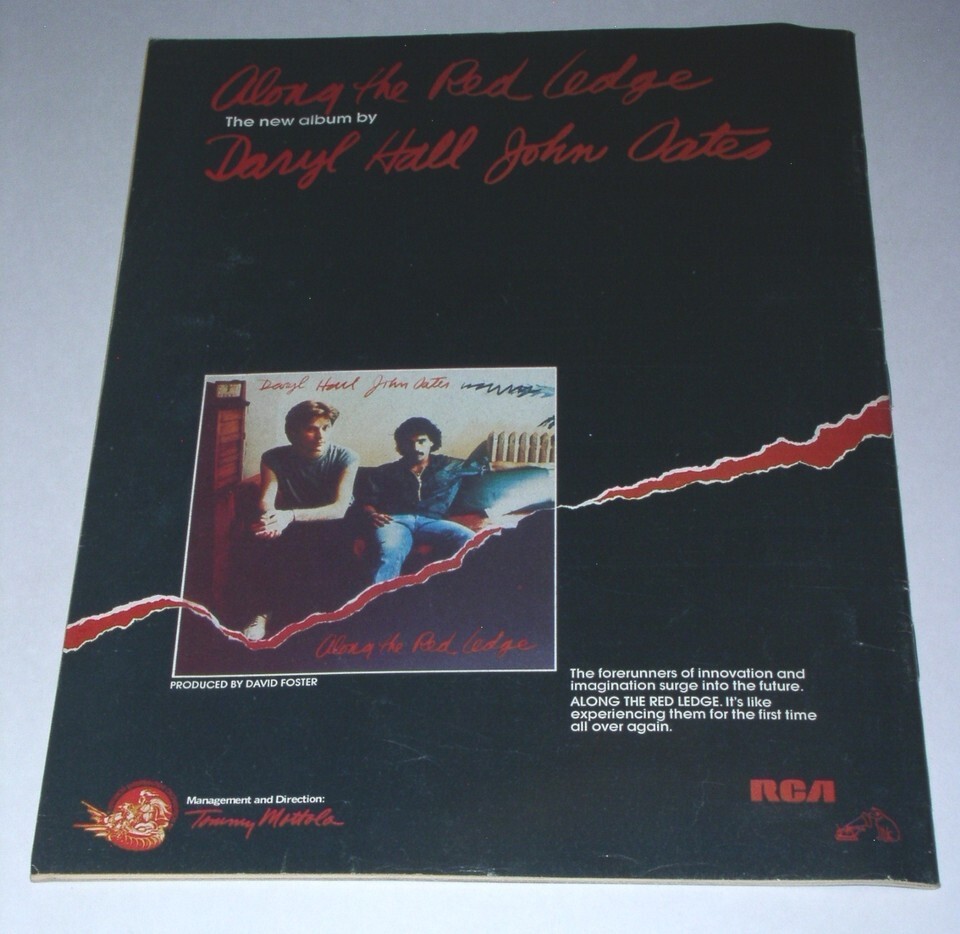 Along the Red Ledge
The new album by
Daryl Hall John Oates
Daryl Hall John Oates
Along the Red Ledge
PRODUCED BY DAVID FOSTER
The forerunners of innovation and
imagination surge into the future.
ALONG THE RED LEDGE. It's like
experiencing them for the first time
all over again.
Management and Direction:
Tommy Mottola
RCA